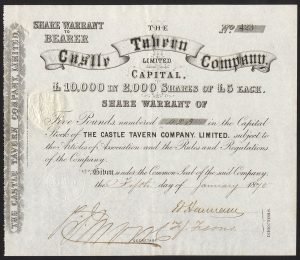 SHARE WARRANT
TO
BEARER
THE
No. 423
Castle Tavern Company,
LIMITED
CAPITAL,
£10,000 IN 2,000 SHARES OF £5 EACH.
SHARE WARRANT OF
Five Pounds numbered 423 in the Capital
Stock of THE CASTLE TAVERN COMPANY, LIMITED, subject to
the Articles of Association and the Rules and Regulations
of the Company.
Given under the Common Seal of the said Company,
the Fifth day of January 187
THE CASTLE TAVERN COMPANY, LIMITED.